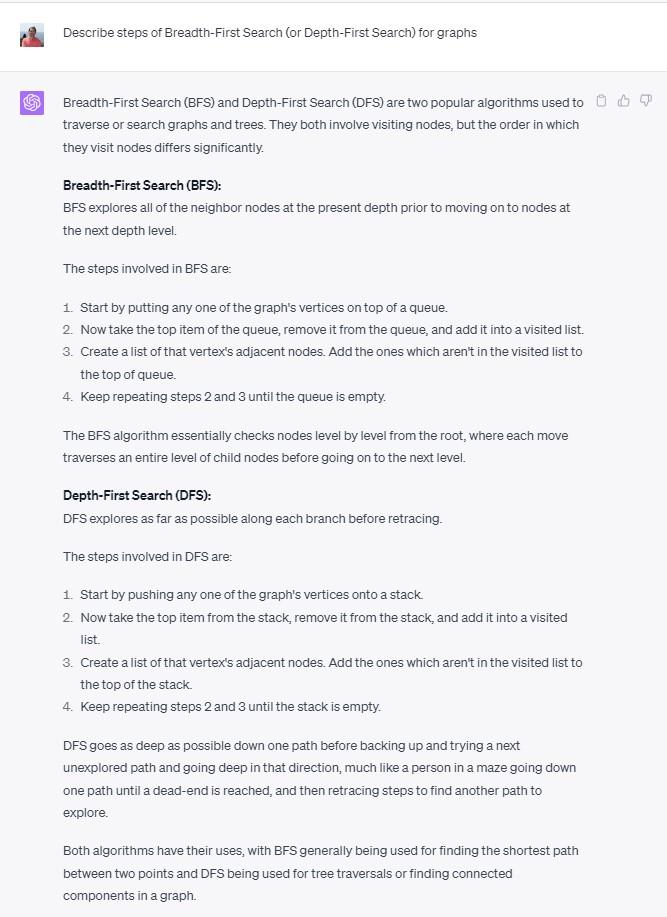 Describe steps of Breadth-First Search (or Depth-First Search) for graphs
Breadth-First Search (BFS) and Depth-First Search (DFS) are two popular algorithms used to
traverse or search graphs and trees. They both involve visiting nodes, but the order in which
they visit nodes differs significantly.
Breadth-First Search (BFS):
BFS explores all of the neighbor nodes at the present depth prior to moving on to nodes at
the next depth level.
The steps involved in BFS are:
1. Start by putting any one of the graph's vertices on top of a queue.
2. Now take the top item of the queue, remove it from the queue, and add it into a visited list.
3. Create a list of that vertex's adjacent nodes. Add the ones which aren't in the visited list to
the top of queue.
4. Keep repeating steps 2 and 3 until the queue is empty.
The BFS algorithm essentially checks nodes level by level from the root, where each move
traverses an entire level of child nodes before going on to the next level.
Depth-First Search (DFS):
DFS explores as far as possible along each branch before retracing.
The steps involved in DFS are:
1. Start by pushing any one of the graph's vertices onto a stack.
2. Now take the top item from the stack, remove it from the stack, and add it into a visited
list.
3. Create a list of that vertex's adjacent nodes. Add the ones which aren't in the visited list to
the top of the stack.
4. Keep repeating steps 2 and 3 until the stack is empty.
DFS goes as deep as possible down one path before backing up and trying a next
unexplored path and going deep in that direction, much like a person in a maze going down
one path until a dead-end is reached, and then retracing steps to find another path to
explore.
Both algorithms have their uses, with BFS generally being used for finding the shortest path
between two points and DFS being used for tree traversals or finding connected
components in a graph.